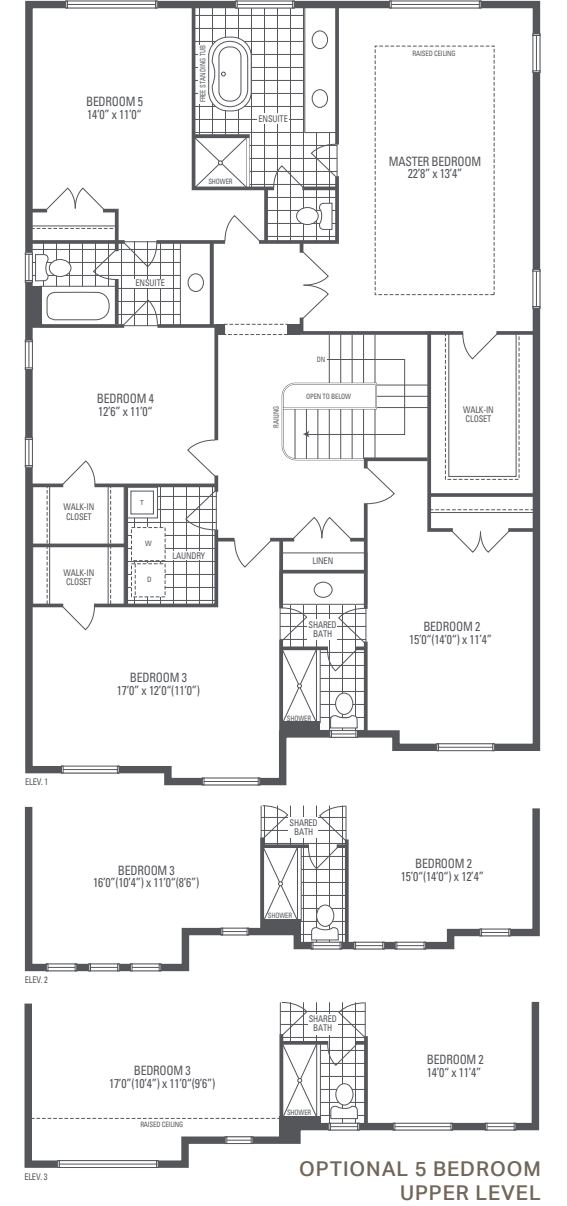 BEDROOM 5
14'0" x 11'0"
FREE STANDING TUB
ENSUITE
SHOWER
RAISED CEILING
MASTER BEDROOM
22'8" x 13'4"
ENSUITE
BEDROOM 4
12'6" x 11'0"
DN
OPEN TO BELOW
RAILING
WALK-IN
CLOSET
WALK-IN
CLOSET
T
W
LAUNDRY
D
WALK-IN
CLOSET
LINEN
SHARED
BATH
SHOWER
BEDROOM 2
15'0"(14'0") x 11'4"
BEDROOM 3
17'0" x 12'0"(11'0")
ELEV. 1
SHARED
BATH
BEDROOM 3
16'0"(10'4") x 11'0"(8'6")
SHOWER
BEDROOM 2
15'0"(14'0") x 12'4"
ELEV. 2
SHARED
BATH
BEDROOM 3
17'0"(10'4") x 11'0"(9'6")
RAISED CEILING
SHOWER
BEDROOM 2
14'0" x 11'4"
ELEV. 3
OPTIONAL 5 BEDROOM
UPPER LEVEL